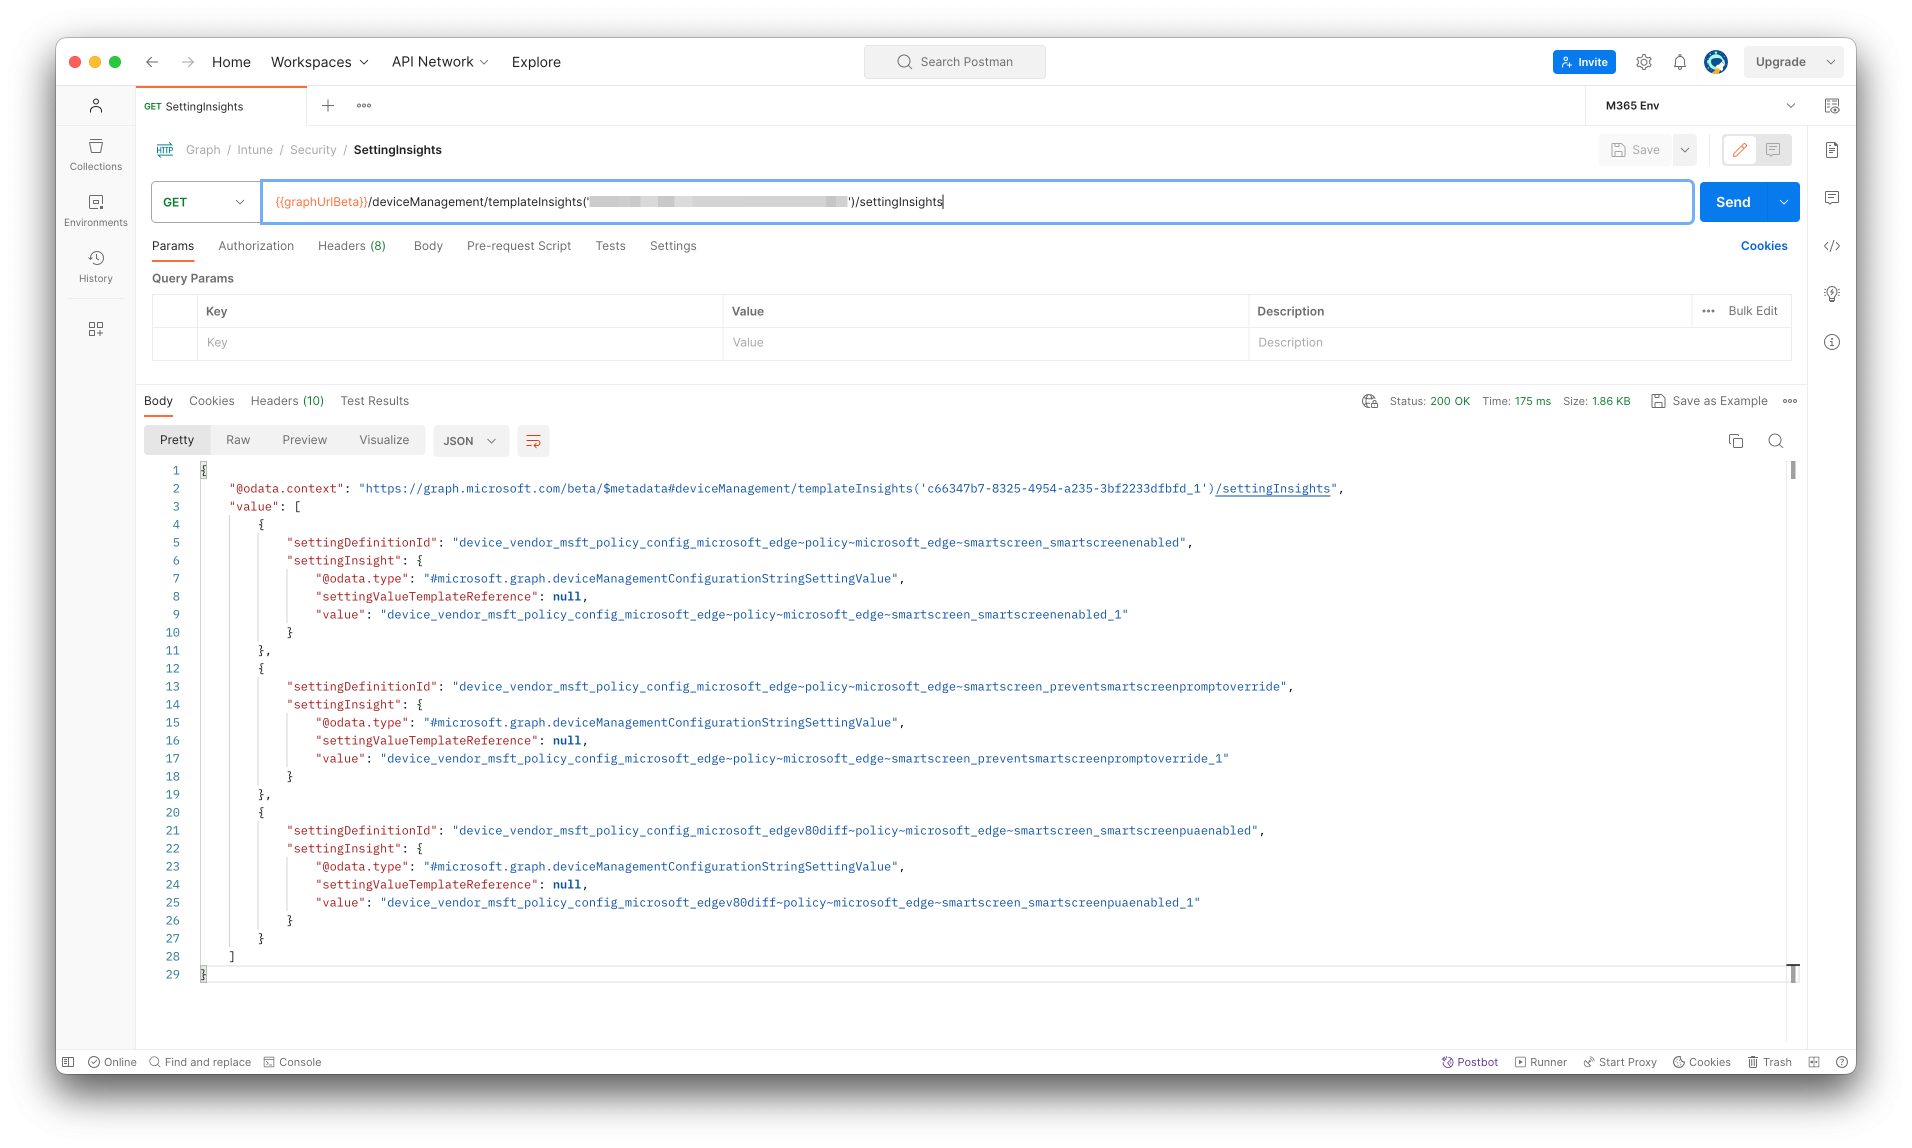 Home Workspaces API Network Explore Search Postman Invite Upgrade
GET SettingInsights M365 Env
HTTP Graph / Intune / Security / SettingInsights Save
GET {{graphUrlBeta}}/deviceManagement/templateInsights(' ')/settingInsights Send
Params Authorization Headers (8) Body Pre-request Script Tests Settings Cookies
Collections
Environments
History
Query Params
Key Value Description Bulk Edit
Key Value Description
Body Cookies Headers (10) Test Results Status: 200 OK Time: 175 ms Size: 1.86 KB Save as Example
Pretty Raw Preview Visualize JSON
1 {
2 "@odata.context": "https://graph.microsoft.com/beta/$metadata#deviceManagement/templateInsights('c66347b7-8325-4954-a235-3bf2233dfbfd_1')/settingInsights",
3 "value": [
4 {
5 "settingDefinitionId": "device_vendor_msft_policy_config_microsoft_edge~policy~microsoft_edge~smartscreen_smartscreenenabled",
6 "settingInsight": {
7 "@odata.type": "#microsoft.graph.deviceManagementConfigurationStringSettingValue",
8 "settingValueTemplateReference": null,
9 "value": "device_vendor_msft_policy_config_microsoft_edge~policy~microsoft_edge~smartscreen_smartscreenenabled_1"
10 }
11 },
12 {
13 "settingDefinitionId": "device_vendor_msft_policy_config_microsoft_edge~policy~microsoft_edge~smartscreen_preventsmartscreenpromptoverride",
14 "settingInsight": {
15 "@odata.type": "#microsoft.graph.deviceManagementConfigurationStringSettingValue",
16 "settingValueTemplateReference": null,
17 "value": "device_vendor_msft_policy_config_microsoft_edge~policy~microsoft_edge~smartscreen_preventsmartscreenpromptoverride_1"
18 }
19 },
20 {
21 "settingDefinitionId": "device_vendor_msft_policy_config_microsoft_edgev80diff~policy~microsoft_edge~smartscreen_smartscreenpuaenabled",
22 "settingInsight": {
23 "@odata.type": "#microsoft.graph.deviceManagementConfigurationStringSettingValue",
24 "settingValueTemplateReference": null,
25 "value": "device_vendor_msft_policy_config_microsoft_edgev80diff~policy~microsoft_edge~smartscreen_smartscreenpuaenabled_1"
26 }
27 }
28 ]
29 }
Online Find and replace Console Postbot Runner Start Proxy Cookies Trash